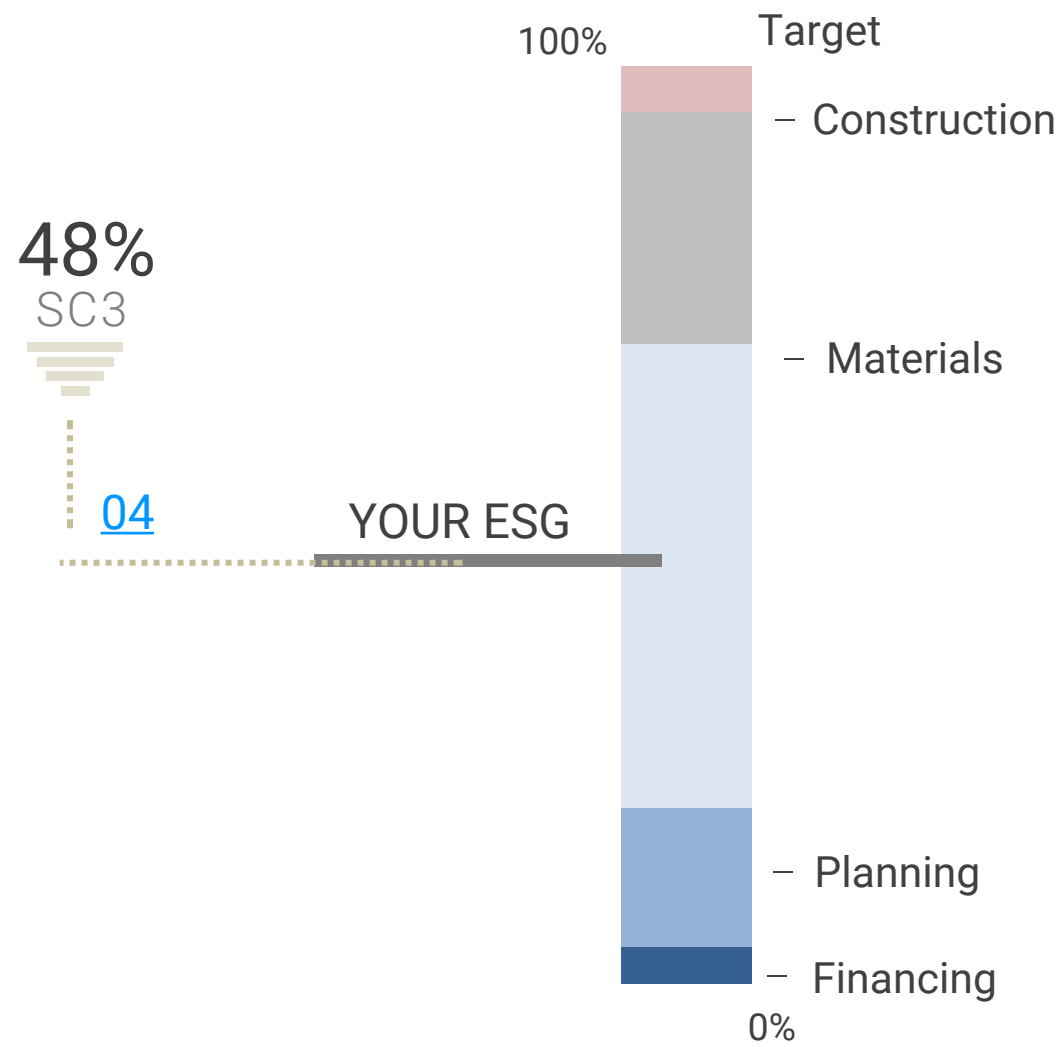 Target
100%
Construction
48%
SC3
Materials
04
YOUR ESG
Planning
Financing
0%